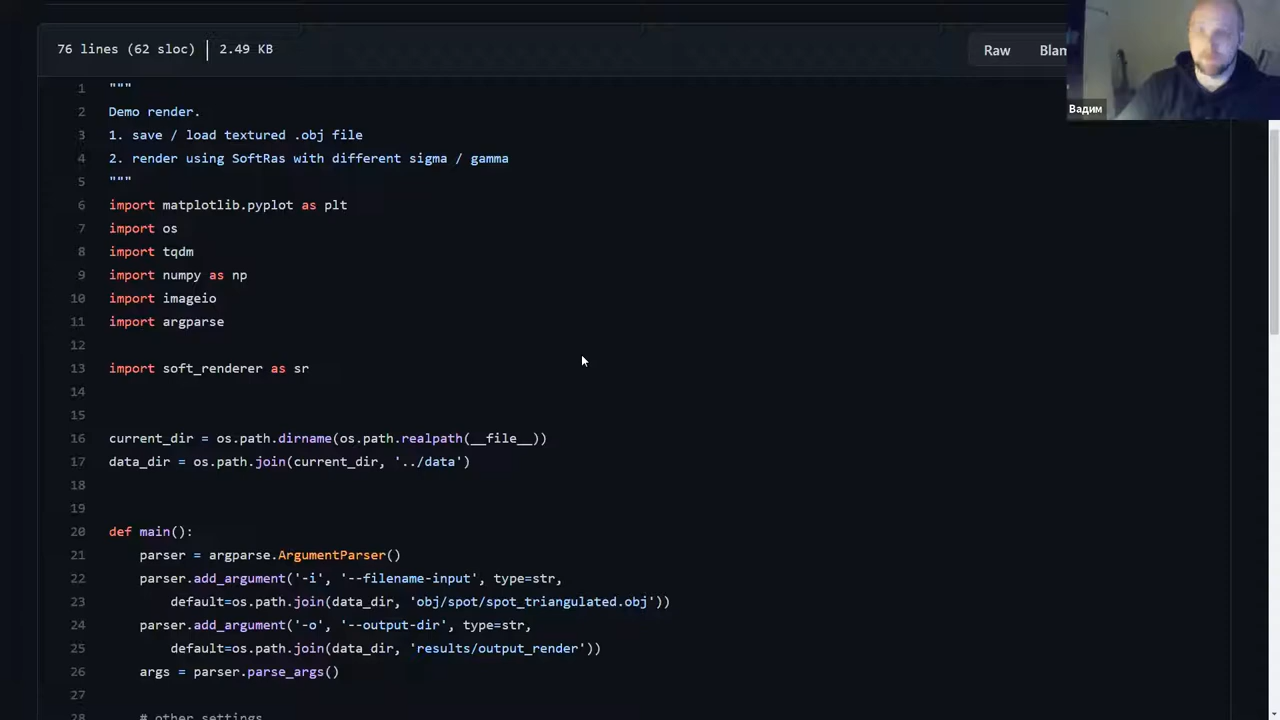 76 lines (62 sloc) | 2.49 KB
Raw
Blam
Вадим
1 """
2 Demo render.
3 1. save / load textured .obj file
4 2. render using SoftRas with different sigma / gamma
5 """
6 import matplotlib.pyplot as plt
7 import os
8 import tqdm
9 import numpy as np
10 import imageio
11 import argparse
12
13 import soft_renderer as sr
14
15
16 current_dir = os.path.dirname(os.path.realpath(__file__))
17 data_dir = os.path.join(current_dir, '../data')
18
19
20 def main():
21     parser = argparse.ArgumentParser()
22     parser.add_argument('-i', '--filename-input', type=str,
23         default=os.path.join(data_dir, 'obj/spot/spot_triangulated.obj'))
24     parser.add_argument('-o', '--output-dir', type=str,
25         default=os.path.join(data_dir, 'results/output_render'))
26     args = parser.parse_args()
27
28     # other settings